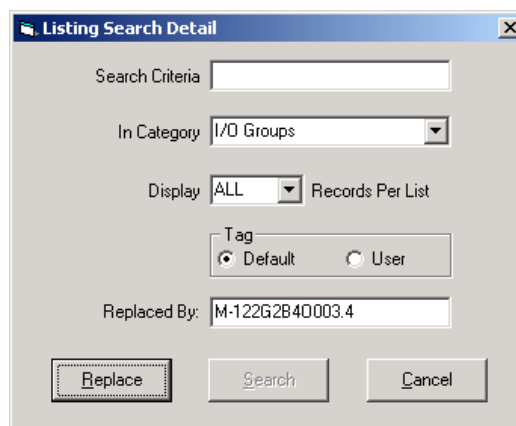 Listing Search Detail
Search Criteria
In Category I/O Groups
Display ALL Records Per List
Tag
Default User
Replaced By: M-122G2B4O003.4
Replace Search Cancel